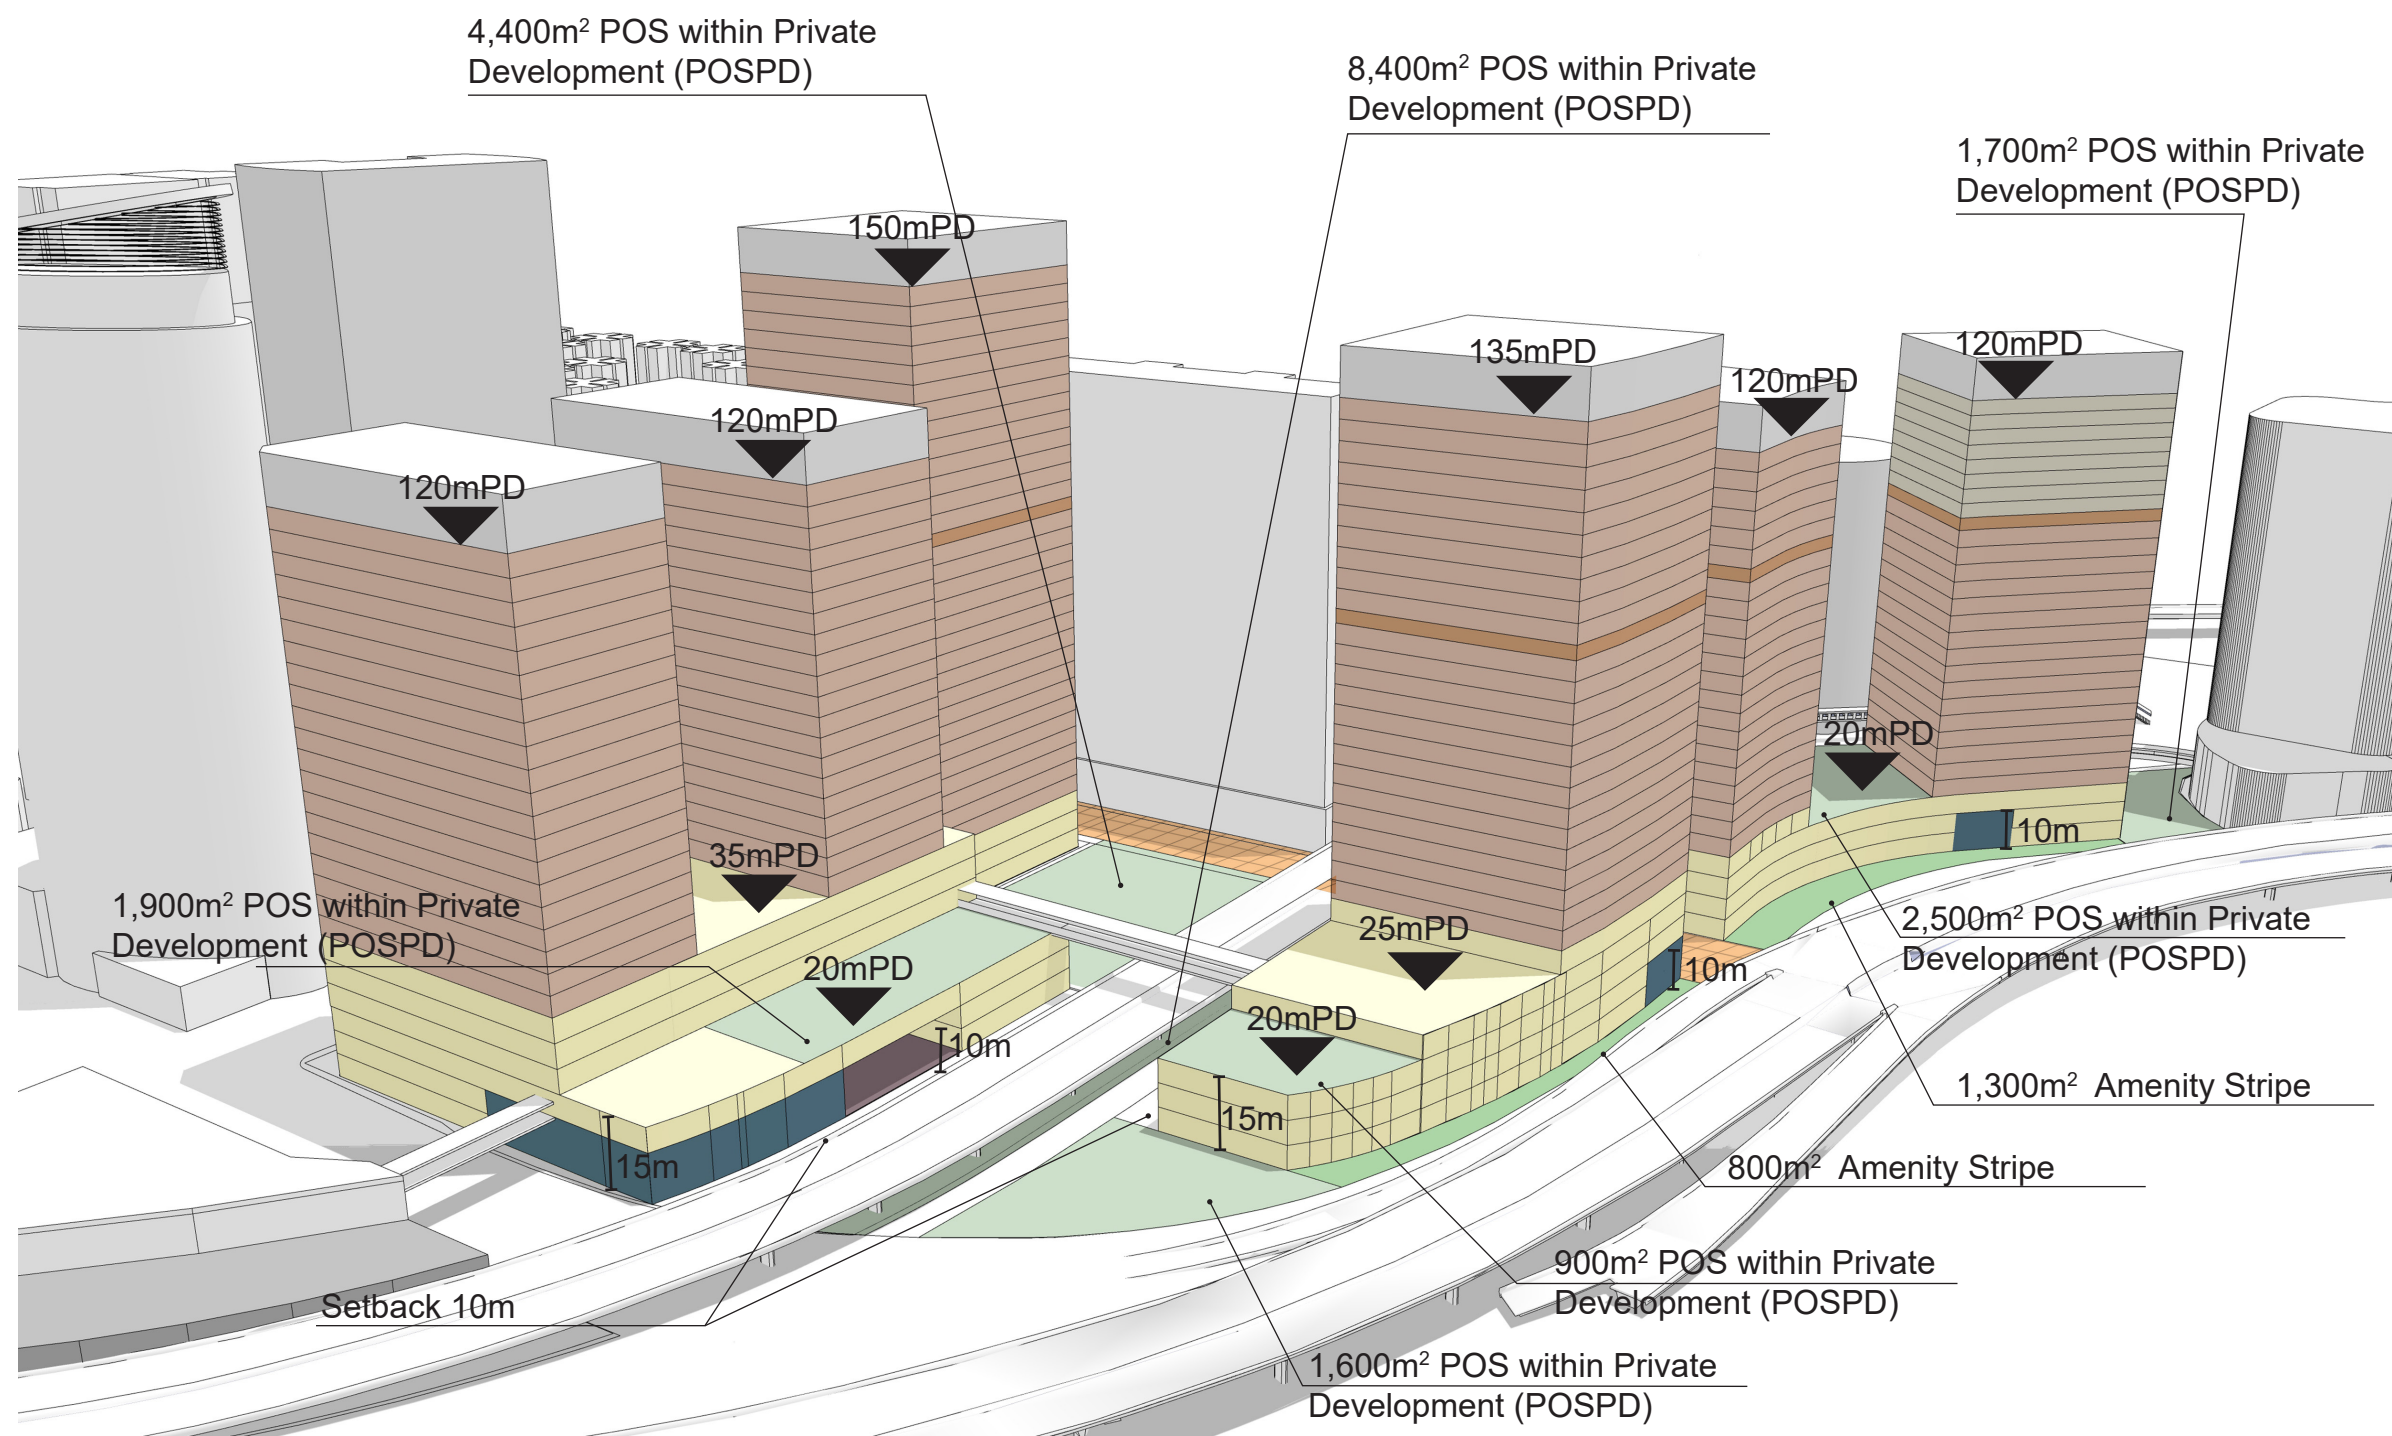 4,400m² POS within Private
Development (POSPD)
8,400m² POS within Private
Development (POSPD)
1,700m² POS within Private
Development (POSPD)
150mPD
135mPD
120mPD
120mPD
120mPD
120mPD
20mPD
10m
35mPD
1,900m² POS within Private
Development (POSPD)
25mPD
2,500m² POS within Private
Development (POSPD)
20mPD
10m
20mPD
10m
1,300m² Amenity Stripe
15m
15m
800m² Amenity Stripe
900m² POS within Private
Development (POSPD)
Setback 10m
1,600m² POS within Private
Development (POSPD)